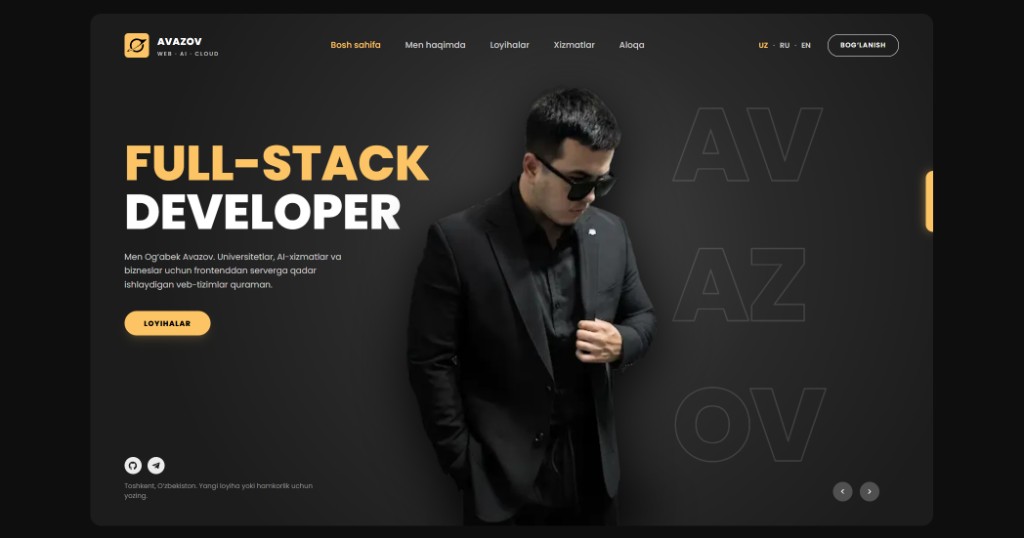 AVAZOV
WEB · AI · CLOUD
Bosh sahifa
Men haqimda
Loyihalar
Xizmatlar
Aloqa
UZ · RU · EN
BOG'LANISH
FULL-STACK
DEVELOPER
Men Og'abek Avazov. Universitetlar, AI-xizmatlar va
bizneslar uchun frontenddan serverga qadar
ishlaydigan veb-tizimlar quraman.
LOYIHALAR
AV
AZ
OV
Toshkent, O'zbekiston. Yangi loyiha yoki hamkorlik uchun
yozing.